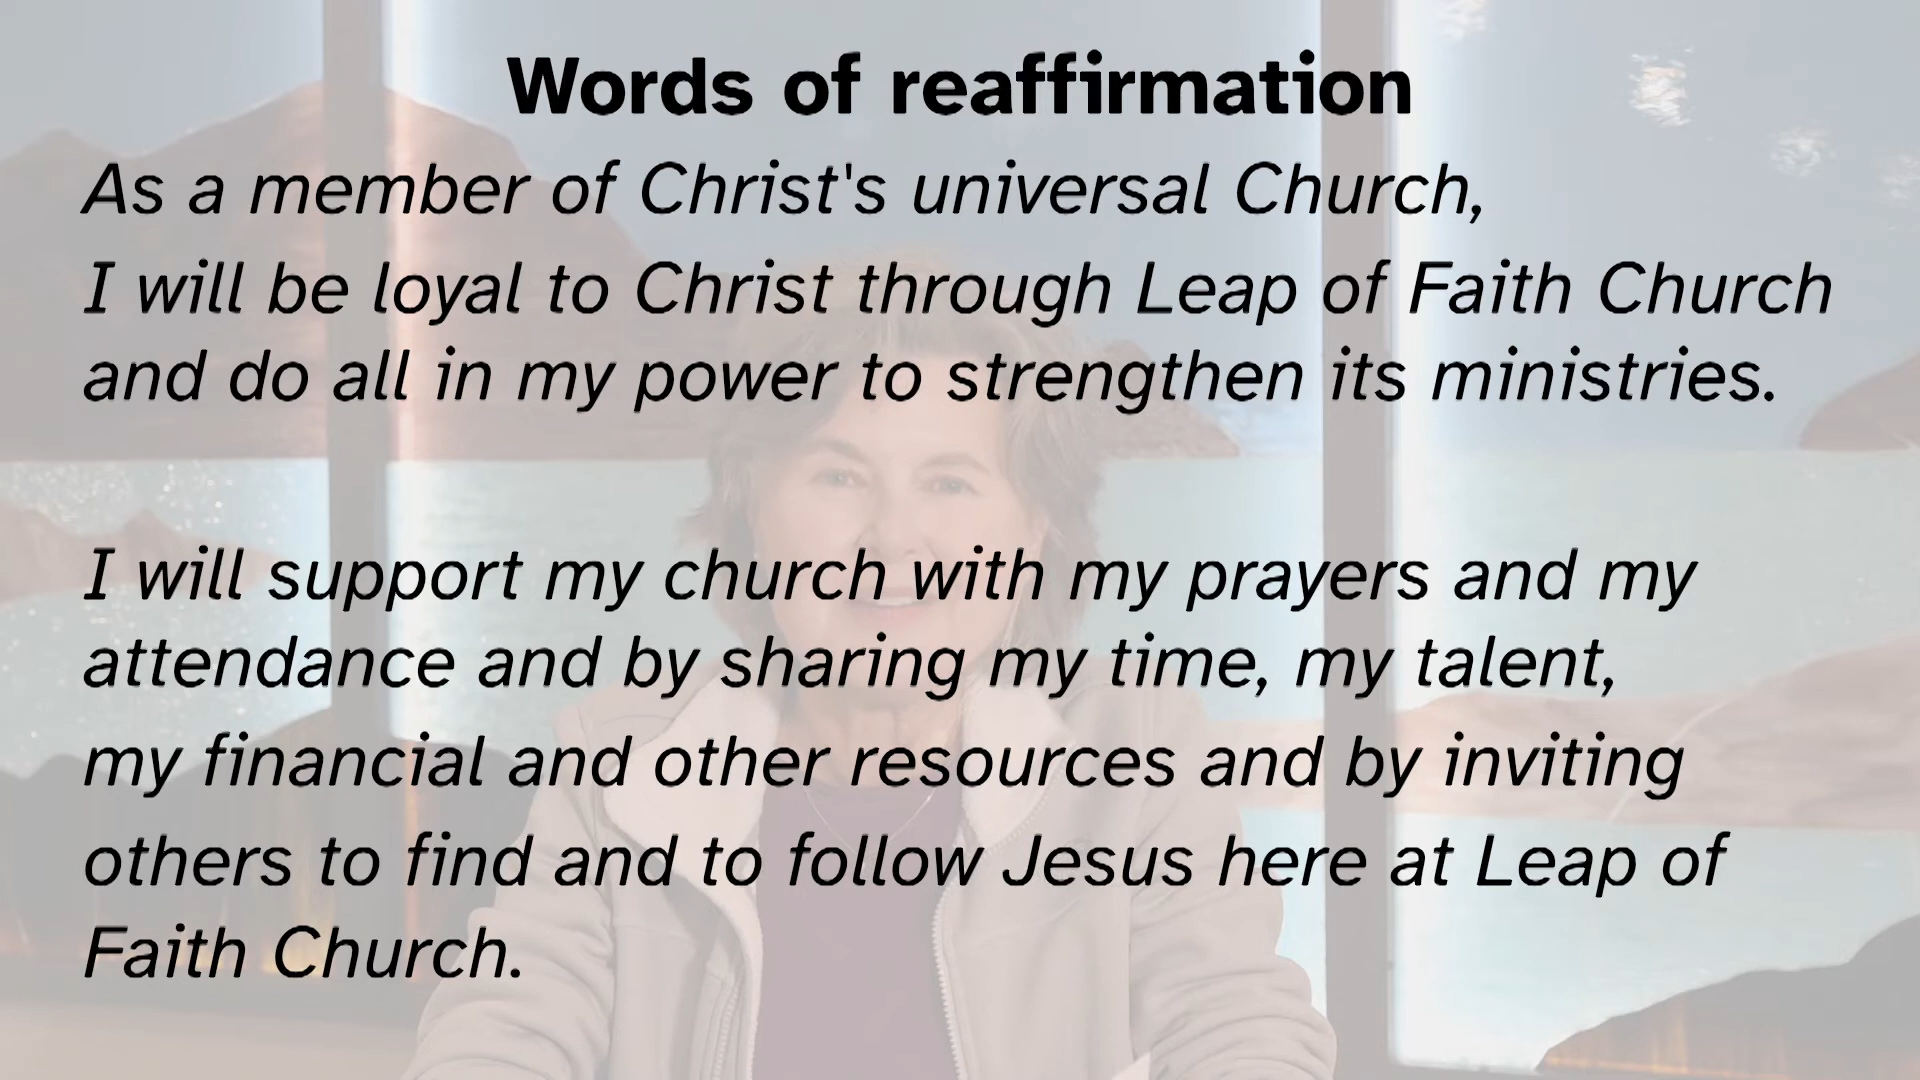 Words of reaffirmation
As a member of Christ's universal Church,
I will be loyal to Christ through Leap of Faith Church
and do all in my power to strengthen its ministries.
I will support my church with my prayers and my
attendance and by sharing my time, my talent,
my financial and other resources and by inviting
others to find and to follow Jesus here at Leap of
Faith Church.